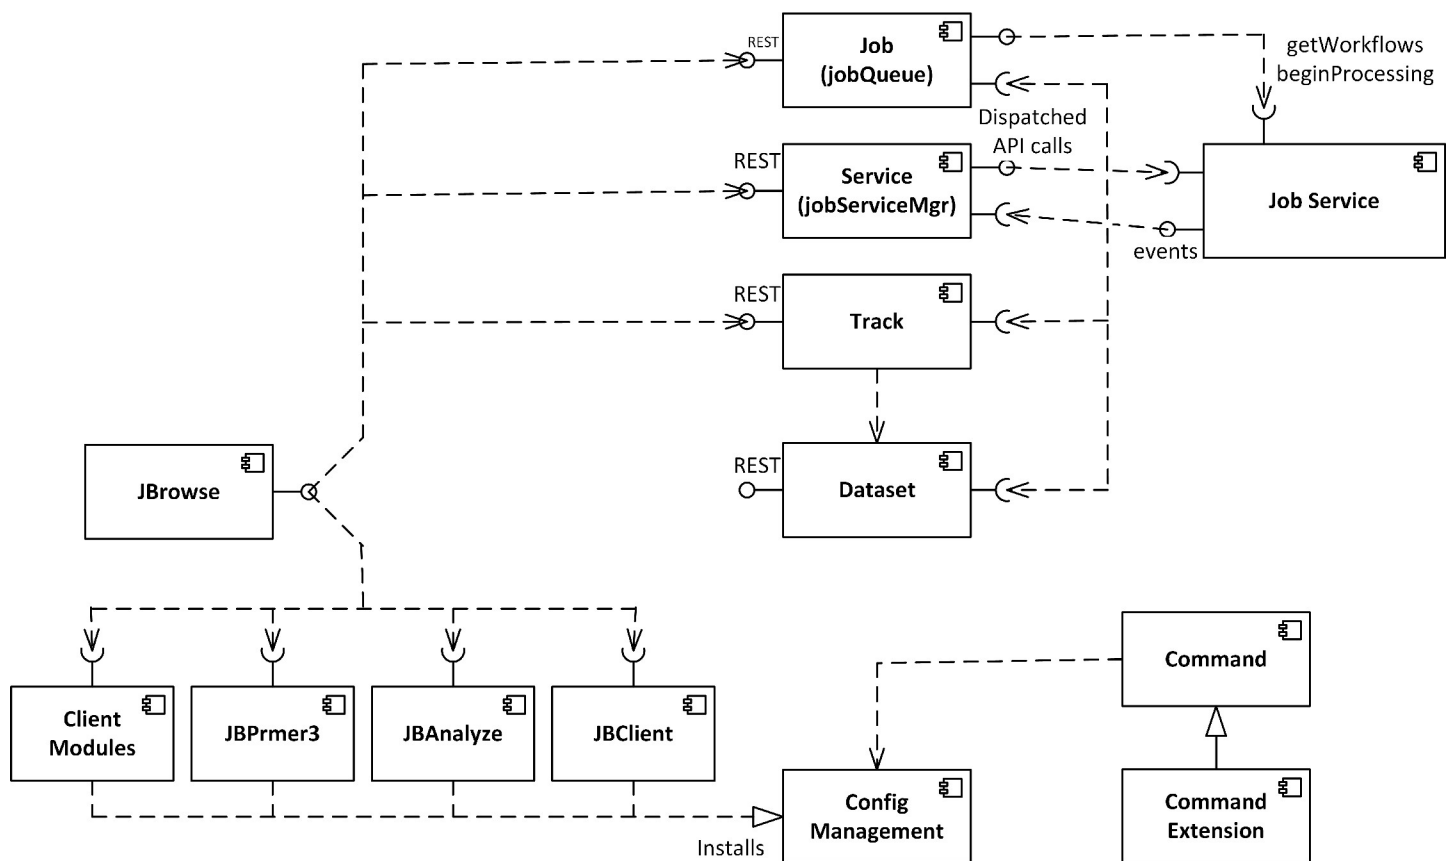 REST
Job
(jobQueue)
getWorkflows
beginProcessing
Dispatched
API calls
REST
Service
(jobServiceMgr)
Job Service
events
REST
Track
REST
Dataset
JBrowse
Command
Client
Modules
JBPrmer3
JBAnalyze
JBClient
Config
Management
Command
Extension
Installs